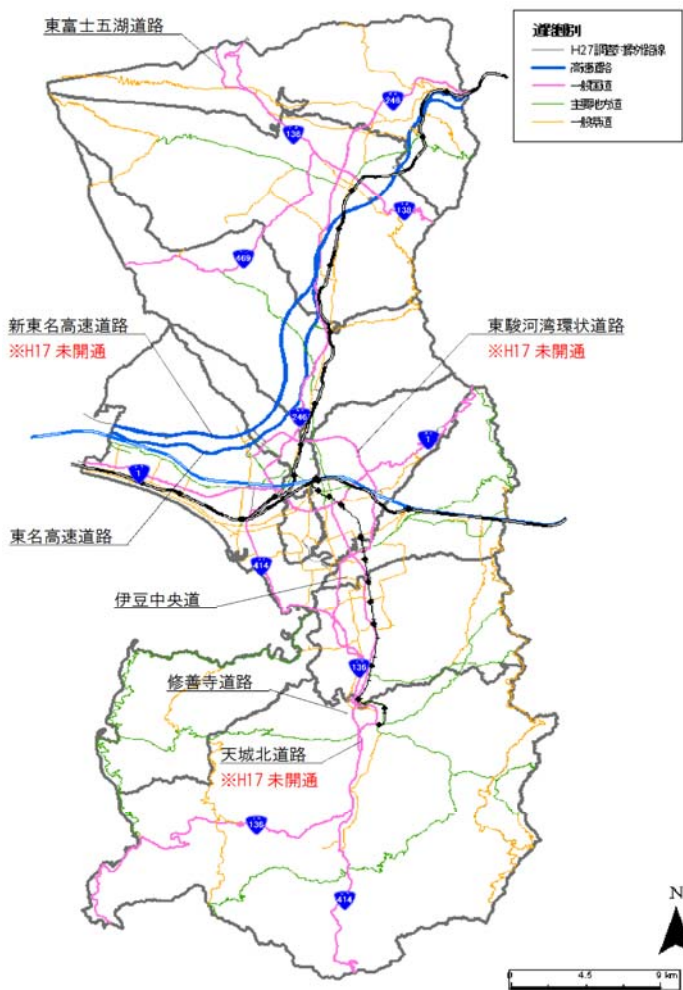 東富士五湖道路
H27調査対象外路線
高速道路
一般国道
主要地方道
一般県道
246
138
138
469
新東名高速道路
※H17 未開通
東駿河湾環状道路
※H17 未開通
246
1
1
東名高速道路
414
伊豆中央道
136
修善寺道路
天城北道路
※H17 未開通
136
414
N
0 4.5 9 km